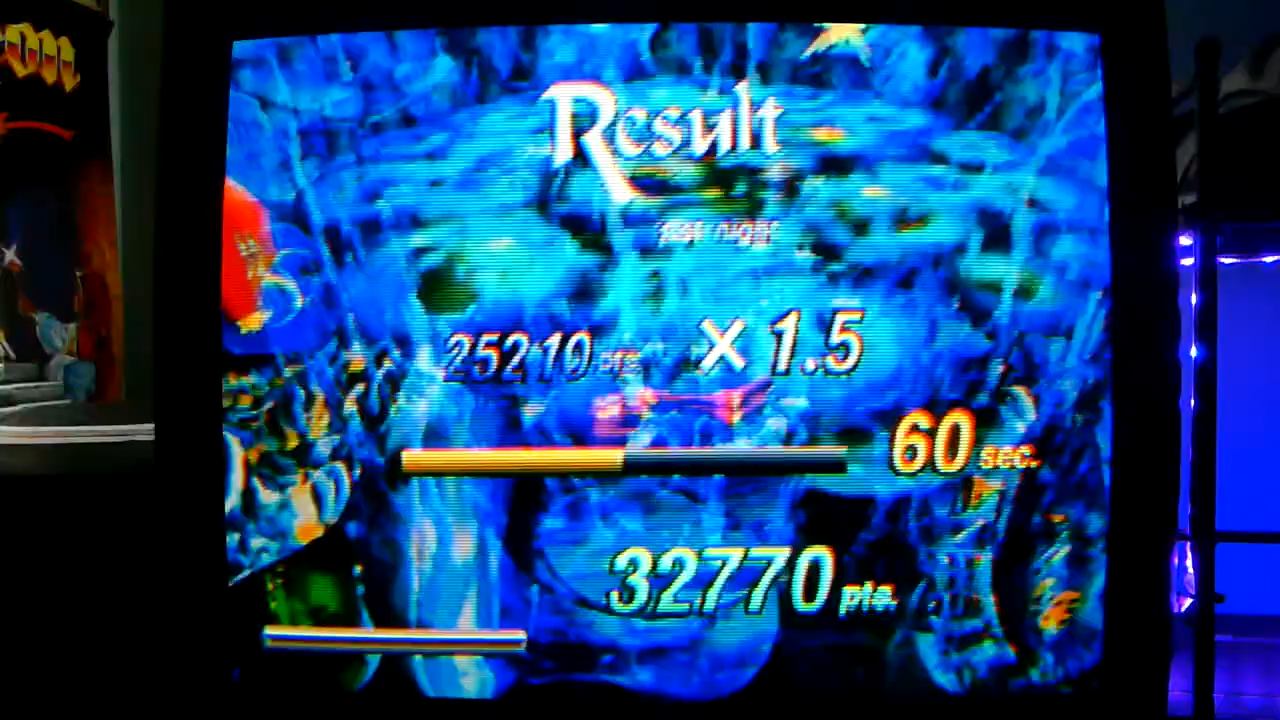 Result
25210 pts. × 1.5
60 sec.
32770 pts.